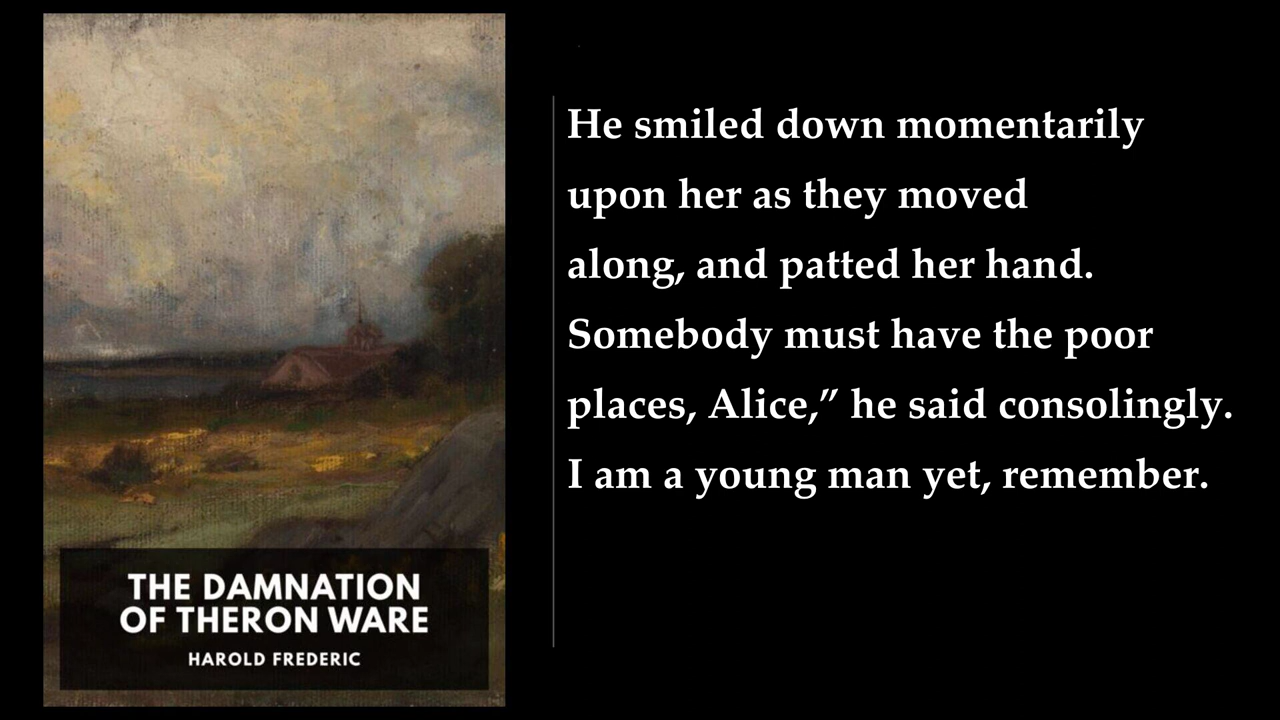 He smiled down momentarily
upon her as they moved
along, and patted her hand.
Somebody must have the poor
places, Alice,” he said consolingly.
I am a young man yet, remember.
THE DAMNATION
OF THERON WARE
HAROLD FREDERIC